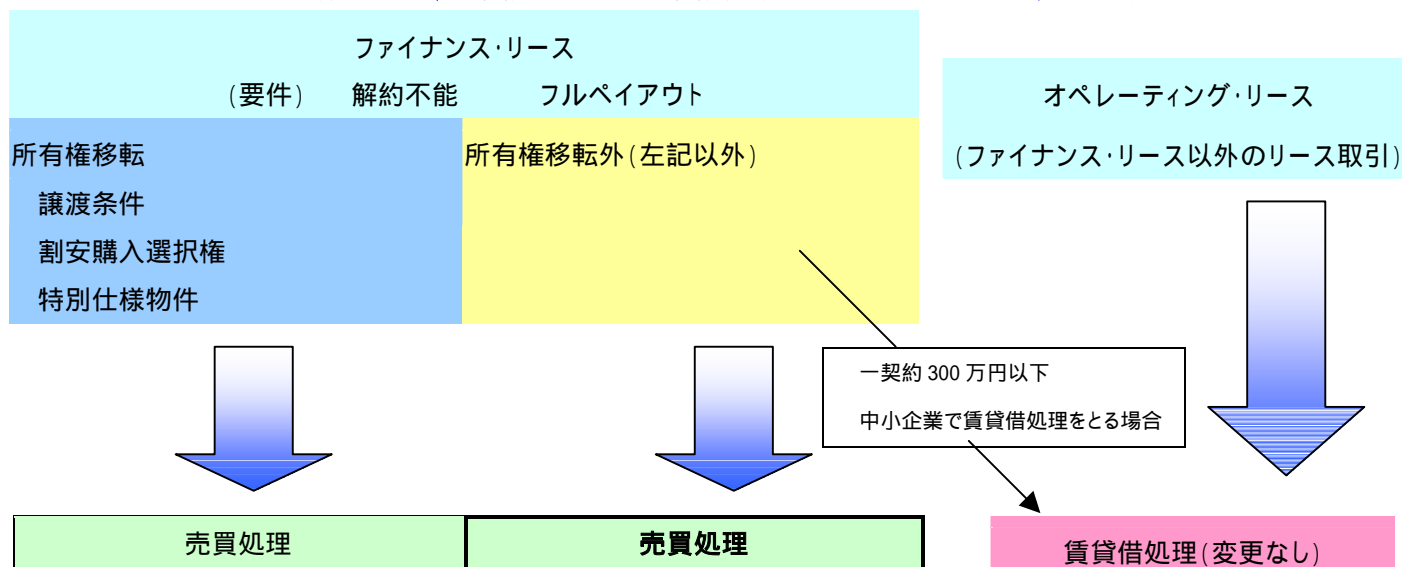 ファイナンス・リース
(要件) 解約不能 フルペイアウト
オペレーティング・リース
(ファイナンス・リース以外のリース取引)
所有権移転
譲渡条件
割安購入選択権
特別仕様物件
所有権移転外(左記以外)
一契約 300 万円以下
中小企業で賃貸借処理をとる場合
売買処理
売買処理
賃貸借処理(変更なし)